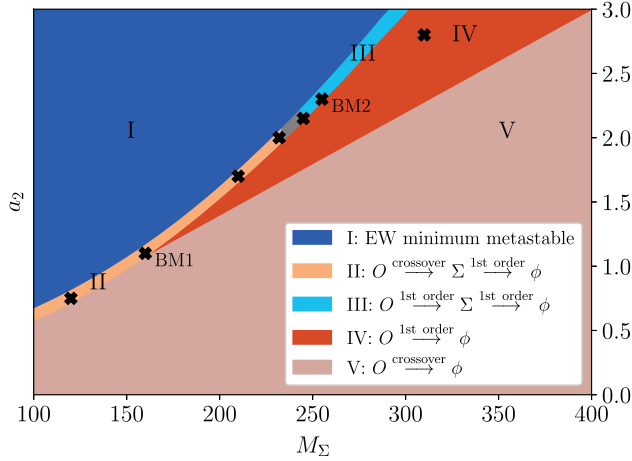 3.0
2.5
2.0
1.5
1.0
0.5
0.0
a₂
I
II
III
IV
V
BM1
BM2
I: EW minimum metastable
II: O crossover⟶ Σ 1st order⟶ ϕ
III: O 1st order⟶ Σ 1st order⟶ ϕ
IV: O 1st order⟶ ϕ
V: O crossover⟶ ϕ
100 150 200 250 300 350 400
M_Σ